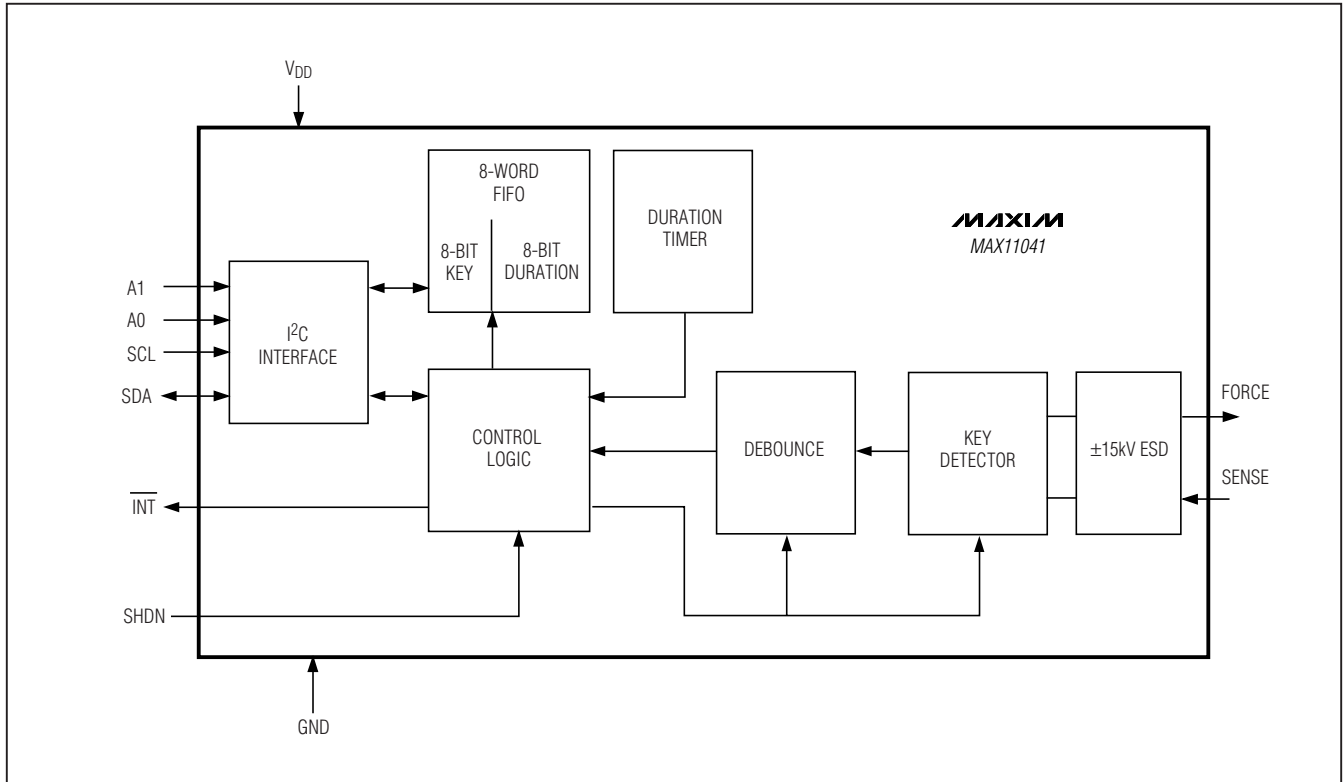 VDD
8-WORD
FIFO
8-BIT
KEY
8-BIT
DURATION
DURATION
TIMER
MAXIM
MAX11041
A1
A0
SCL
SDA
I²C
INTERFACE
CONTROL
LOGIC
DEBOUNCE
KEY
DETECTOR
±15kV ESD
FORCE
SENSE
INT
SHDN
GND